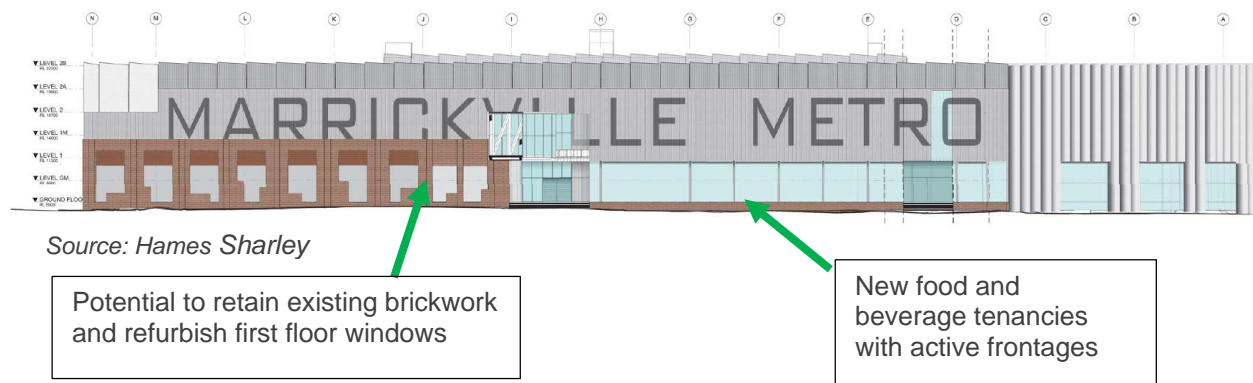 N M L K J I H G F E D C B A
LEVEL 2B
LEVEL 2A
LEVEL 2
LEVEL 1M
LEVEL 1
LEVEL GM
GROUND FLOO
MARRICKVILLE METRO
Source: Hames Sharley
Potential to retain existing brickwork
and refurbish first floor windows
New food and
beverage tenancies
with active frontages